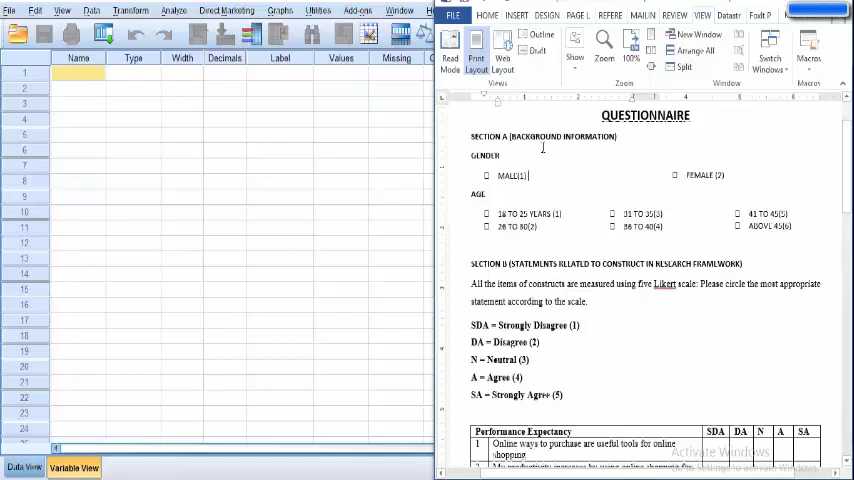 File Edit View Data Transform Analyze Direct Marketing Graphs Utilities Add-ons Window
Name Type Width Decimals Label Values Missing
1
2
3
4
5
6
7
8
9
10
11
12
13
14
15
16
17
18
19
20
21
22
23
24
Data View Variable View
FILE HOME INSERT DESIGN PAGE L REFERE MAILIN REVIEW VIEW Datastr Foxit P
Read Mode
Print Layout
Web Layout
Outline
Draft
Views
Show
Zoom
100%
Zoom
New Window
Arrange All
Split
Window
Switch Windows
Macros
Macros
QUESTIONNAIRE
SECTION A (BACKGROUND INFORMATION)
GENDER
MALE(1) FEMALE (2)
AGE
18 TO 25 YEARS (1) 31 TO 35(3) 41 TO 45(5)
26 TO 30(2) 36 TO 40(4) ABOVE 45(6)
SECTION B (STATEMENTS RELATED TO CONSTRUCT IN RESEARCH FRAMEWORK)
All the items of constructs are measured using five Likert scale: Please circle the most appropriate
statement according to the scale.
SDA = Strongly Disagree (1)
DA = Disagree (2)
N = Neutral (3)
A = Agree (4)
SA = Strongly Agree (5)
Performance Expectancy SDA DA N A SA
1 Online ways to purchase are useful tools for online
shopping
Activate Windows